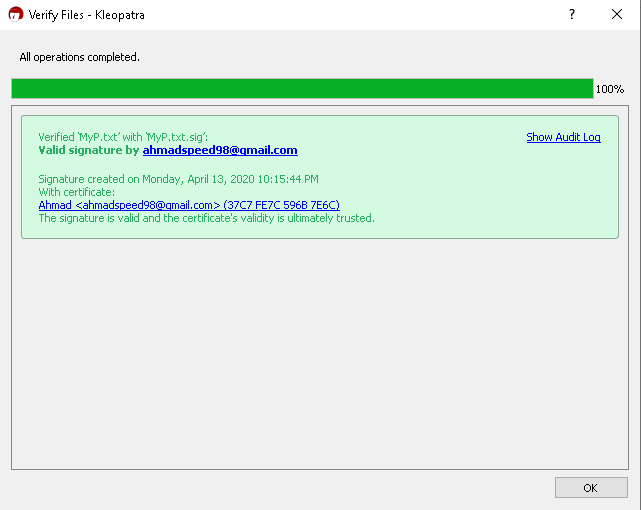 Verify Files - Kleopatra
?
All operations completed.
100%
Verified ‘MyP.txt’ with ‘MyP.txt.sig’:
Show Audit Log
Valid signature by ahmadspeed98@gmail.com
Signature created on Monday, April 13, 2020 10:15:44 PM
With certificate:
Ahmad <ahmadspeed98@gmail.com> (37C7 FE7C 596B 7E6C)
The signature is valid and the certificate's validity is ultimately trusted.
OK